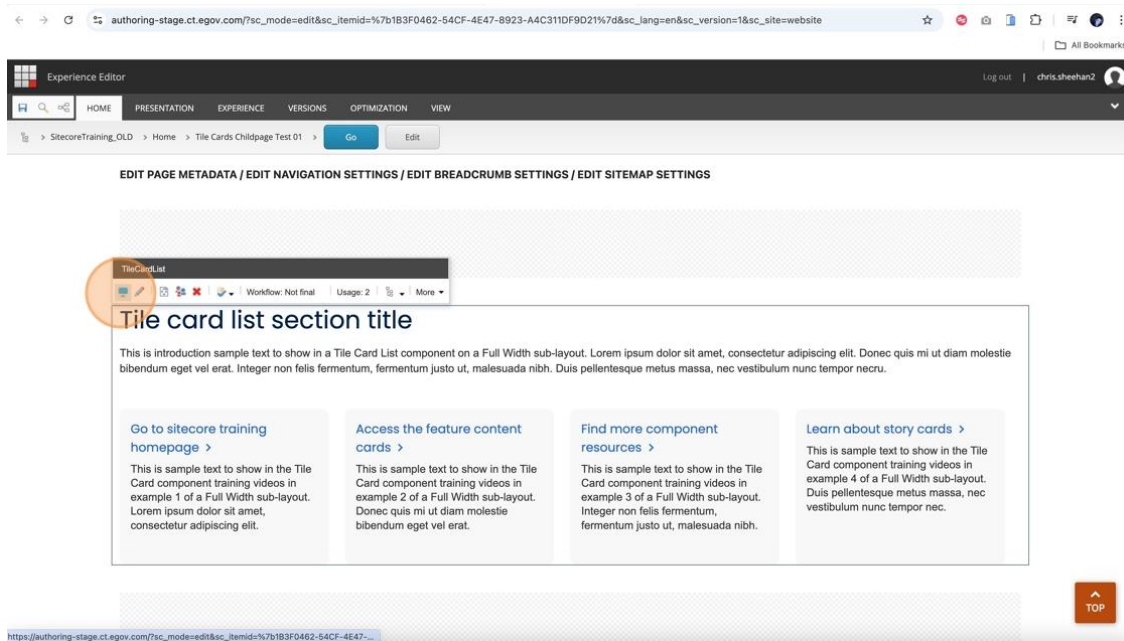 authoring-stage.ct.egov.com/?sc_mode=edit&sc_itemid=%7b1B3F0462-54CF-4E47-8923-A4C311DF9D21%7d&sc_lang=en&sc_version=1&sc_site=website
All Bookmarks
Experience Editor
Log out | chris.sheehan2
HOME PRESENTATION EXPERIENCE VERSIONS OPTIMIZATION VIEW
> SitecoreTraining_OLD > Home > Tile Cards Childpage Test 01 > Go Edit
EDIT PAGE METADATA / EDIT NAVIGATION SETTINGS / EDIT BREADCRUMB SETTINGS / EDIT SITEMAP SETTINGS
TileCardList
Workflow: Not final Usage: 2 More
Tile card list section title
This is introduction sample text to show in a Tile Card List component on a Full Width sub-layout. Lorem ipsum dolor sit amet, consectetur adipiscing elit. Donec quis mi ut diam molestie
bibendum eget vel erat. Integer non felis fermentum, fermentum justo ut, malesuada nibh. Duis pellentesque metus massa, nec vestibulum nunc tempor necru.
Go to sitecore training
homepage >
This is sample text to show in the Tile
Card component training videos in
example 1 of a Full Width sub-layout.
Lorem ipsum dolor sit amet,
consectetur adipiscing elit.
Access the feature content
cards >
This is sample text to show in the Tile
Card component training videos in
example 2 of a Full Width sub-layout.
Donec quis mi ut diam molestie
bibendum eget vel erat.
Find more component
resources >
This is sample text to show in the Tile
Card component training videos in
example 3 of a Full Width sub-layout.
Integer non felis fermentum,
fermentum justo ut, malesuada nibh.
Learn about story cards >
This is sample text to show in the Tile
Card component training videos in
example 4 of a Full Width sub-layout.
Duis pellentesque metus massa, nec
vestibulum nunc tempor nec.
TOP
https://authoring-stage.ct.egov.com/?sc_mode=edit&sc_itemid=%7b1B3F0462-54CF-4E47-...